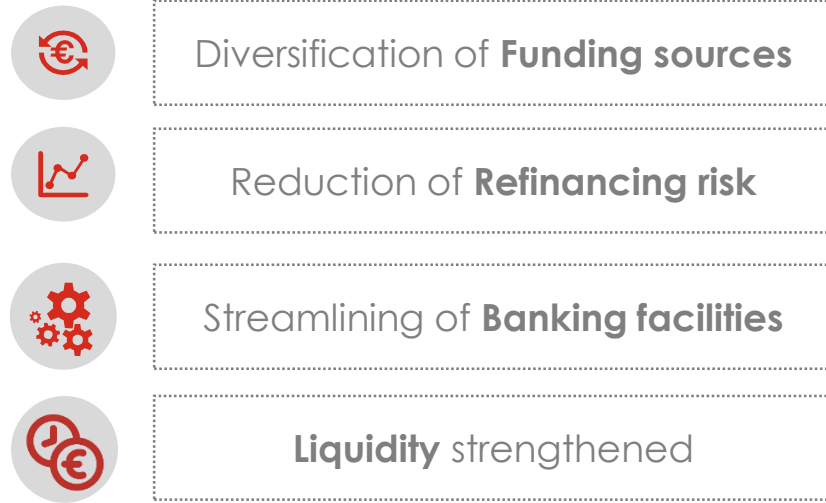 Diversification of Funding sources
Reduction of Refinancing risk
Streamlining of Banking facilities
Liquidity strengthened